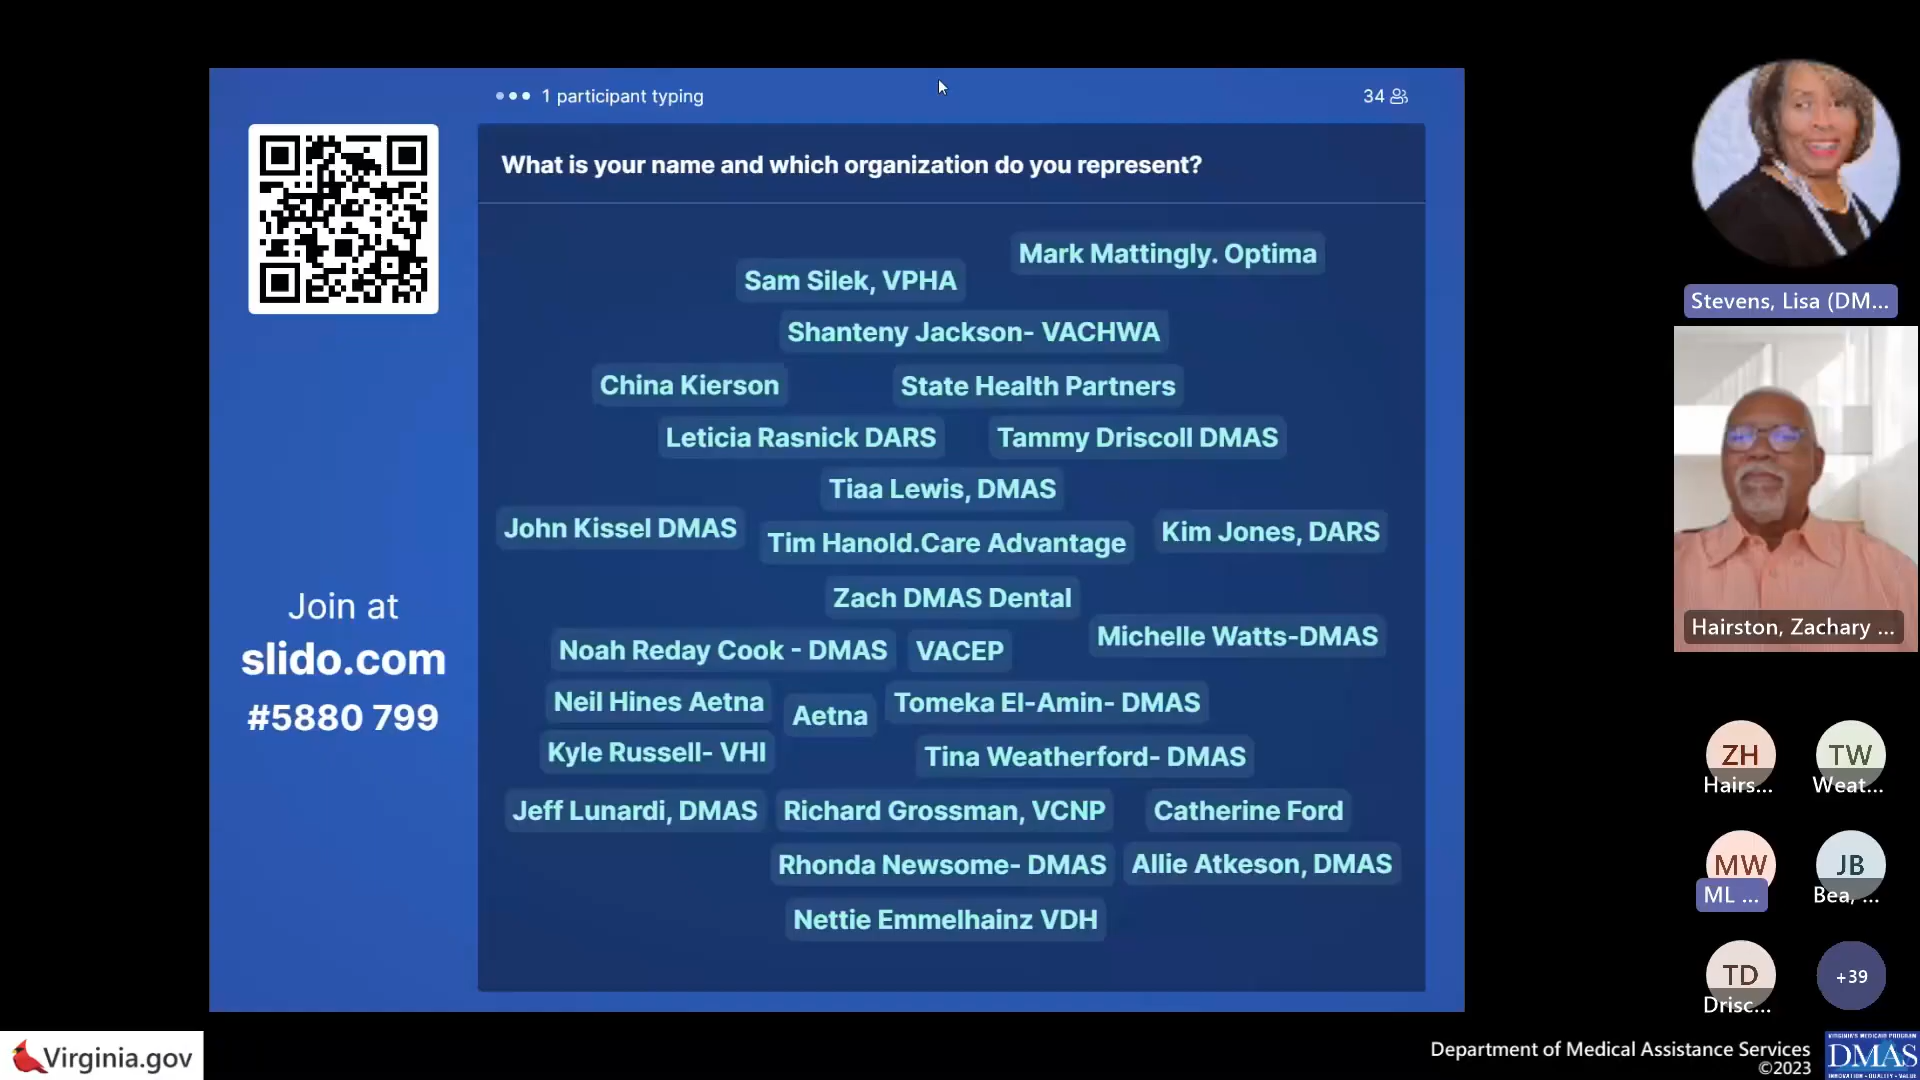 1 participant typing
34
What is your name and which organization do you represent?
Mark Mattingly. Optima
Sam Silek, VPHA
Shanteny Jackson- VACHWA
China Kierson
State Health Partners
Leticia Rasnick DARS
Tammy Driscoll DMAS
Tiaa Lewis, DMAS
John Kissel DMAS
Tim Hanold.Care Advantage
Kim Jones, DARS
Zach DMAS Dental
Noah Reday Cook - DMAS
VACEP
Michelle Watts-DMAS
Neil Hines Aetna
Aetna
Tomeka El-Amin- DMAS
Kyle Russell- VHI
Tina Weatherford- DMAS
Jeff Lunardi, DMAS
Richard Grossman, VCNP
Catherine Ford
Rhonda Newsome- DMAS
Allie Atkeson, DMAS
Nettie Emmelhainz VDH
Join at
slido.com
#5880 799
Stevens, Lisa (DM...
Hairston, Zachary ...
ZH
Hairs...
TW
Weat...
MW
ML ...
JB
Bea, ...
TD
Drisc...
+39
Virginia.gov
Department of Medical Assistance Services
©2023
VIRGINIA'S MEDICAID PROGRAM
DMAS
INNOVATION • QUALITY • VALUE